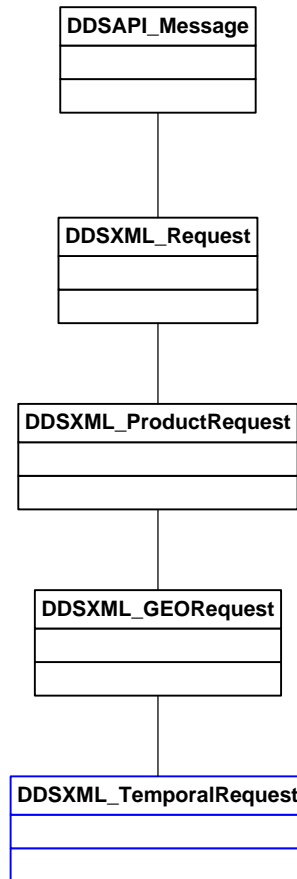 DDSAPI_Message
DDSXML_Request
DDSXML_ProductRequest
DDSXML_GEORequest
DDSXML_TemporalRequest